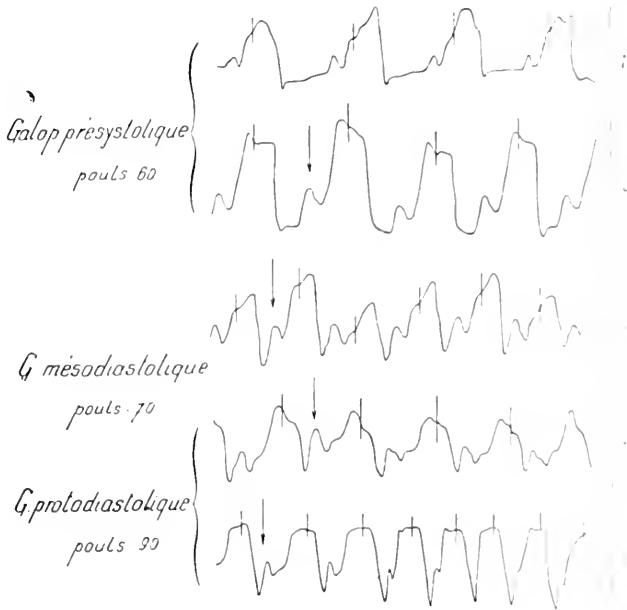 Galop présystolique
pouls 60
G mésodiastolique
pouls. 70
G. protodiastolique
pouls 90